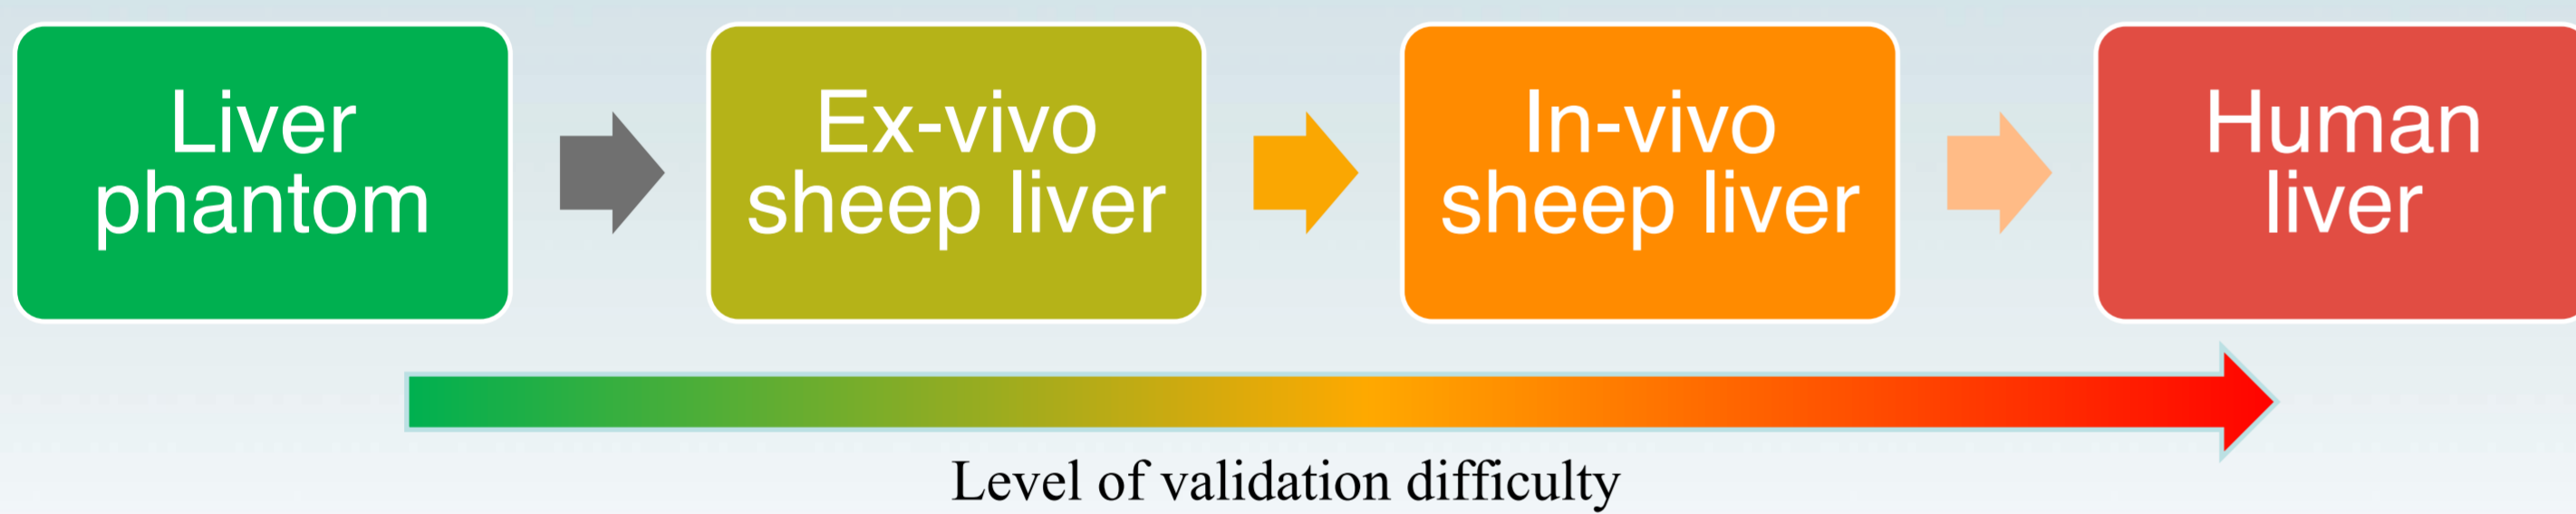 Liver
phantom
Ex-vivo
sheep liver
In-vivo
sheep liver
Human
liver
Level of validation difficulty